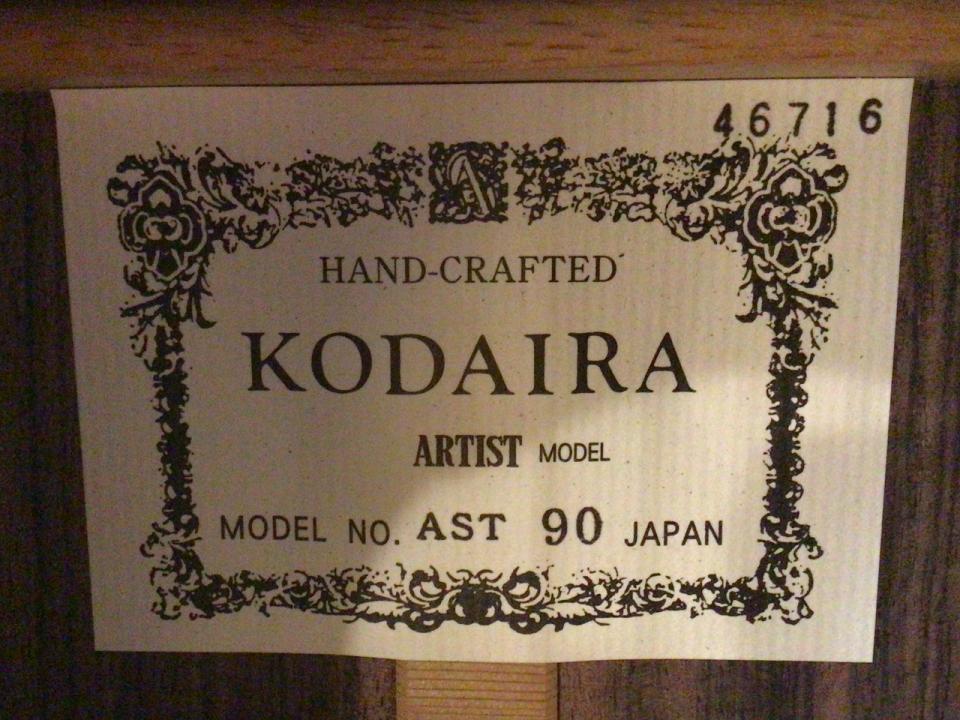 46716
A
HAND-CRAFTED
KODAIRA
ARTIST MODEL
MODEL NO. AST 90 JAPAN